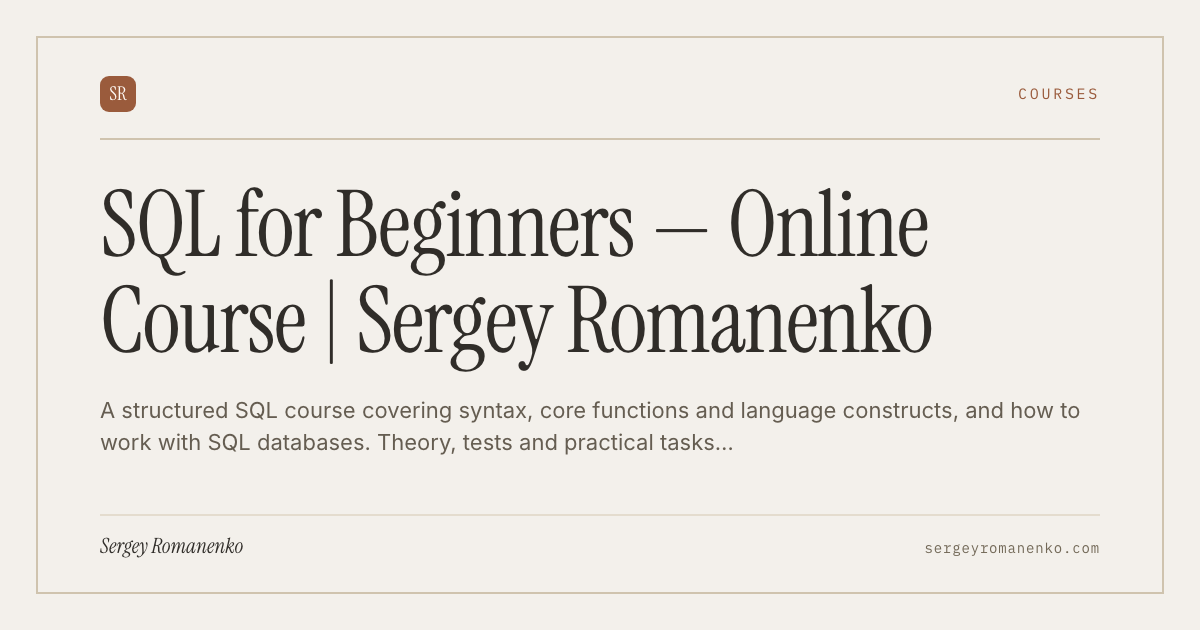 SR
COURSES
SQL for Beginners — Online
Course | Sergey Romanenko
A structured SQL course covering syntax, core functions and language constructs, and how to
work with SQL databases. Theory, tests and practical tasks…
Sergey Romanenko
sergeyromanenko.com